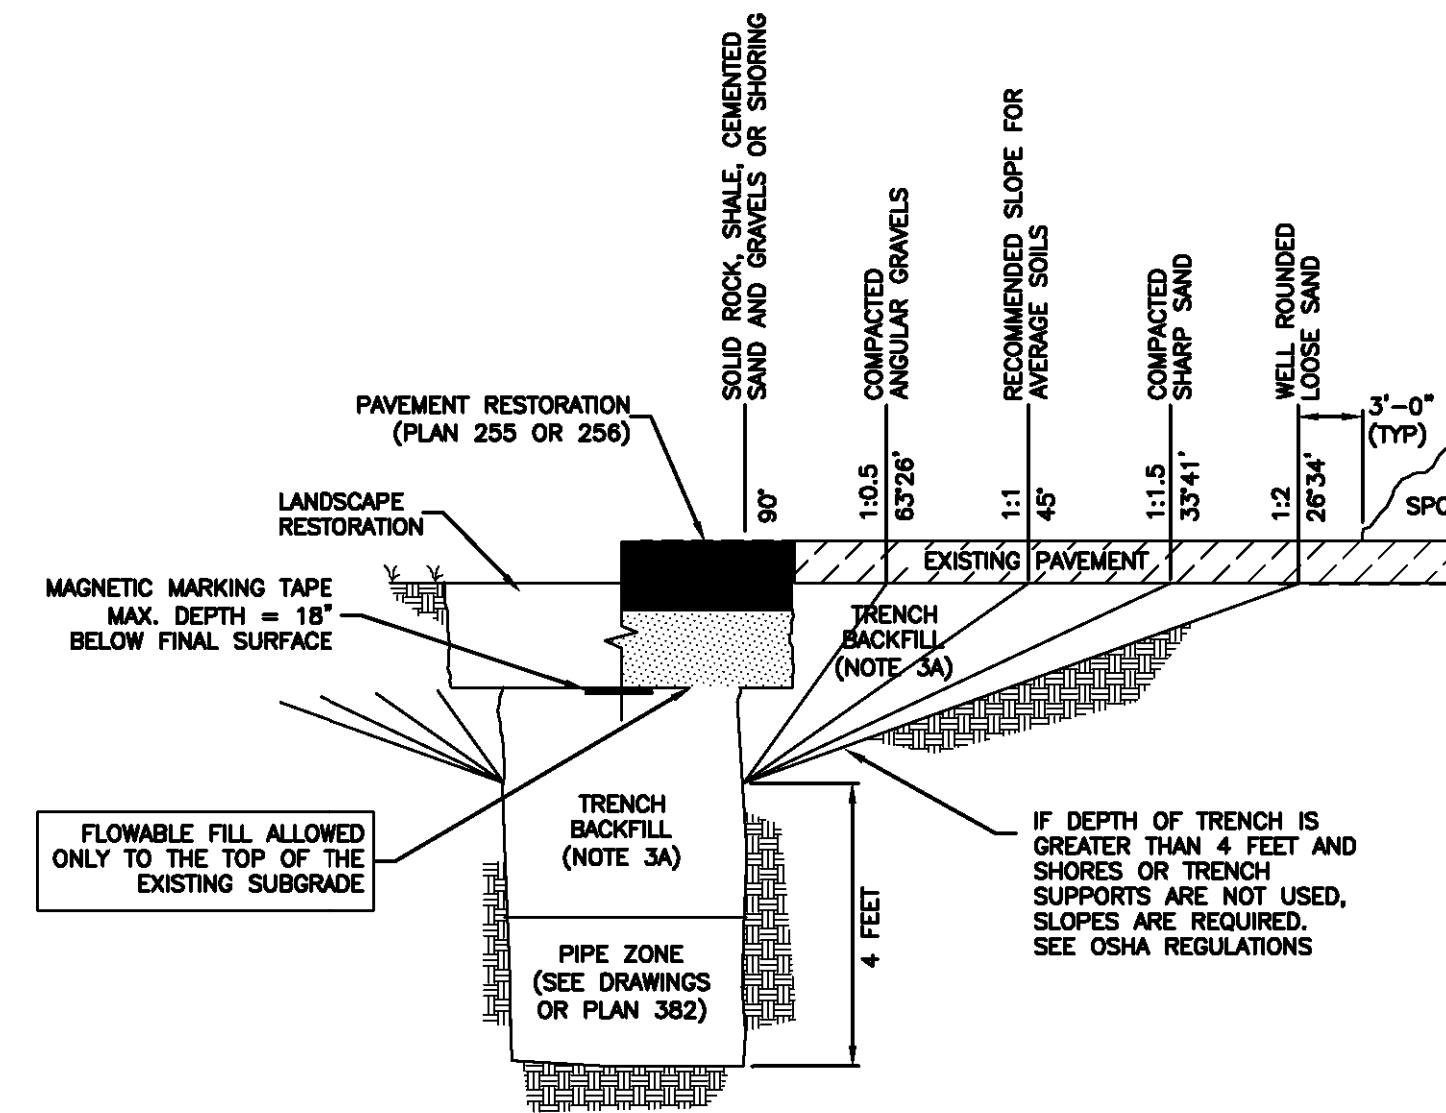 SOLID ROCK, SHALE, CEMENTED
SAND AND GRAVELS OR SHORING
COMPACTED
ANGULAR GRAVELS
RECOMMENDED SLOPE FOR
AVERAGE SOILS
COMPACTED
SHARP SAND
WELL ROUNDED
LOOSE SAND
3'-0"
(TYP)
PAVEMENT RESTORATION
(PLAN 255 OR 256)
90°
1:0.5
63°26'
1:1
45°
1:1.5
33°41'
1:2
26°34'
SPO
LANDSCAPE
RESTORATION
EXISTING PAVEMENT
MAGNETIC MARKING TAPE
MAX. DEPTH = 18"
BELOW FINAL SURFACE
TRENCH
BACKFILL
(NOTE 3A)
FLOWABLE FILL ALLOWED
ONLY TO THE TOP OF THE
EXISTING SUBGRADE
TRENCH
BACKFILL
(NOTE 3A)
4 FEET
IF DEPTH OF TRENCH IS
GREATER THAN 4 FEET AND
SHORES OR TRENCH
SUPPORTS ARE NOT USED,
SLOPES ARE REQUIRED.
SEE OSHA REGULATIONS
PIPE ZONE
(SEE DRAWINGS
OR PLAN 382)